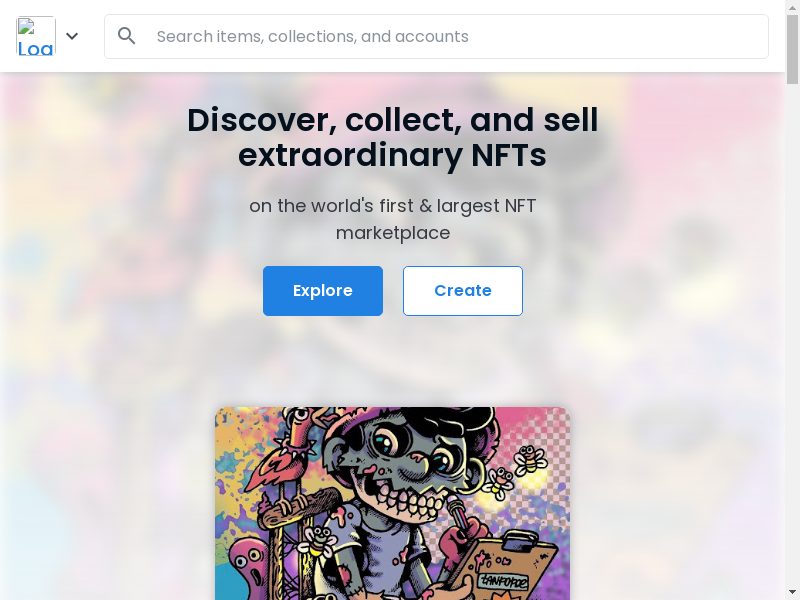 Loa
Search items, collections, and accounts
Discover, collect, and sell
extraordinary NFTs
on the world's first & largest NFT
marketplace
Explore
Create